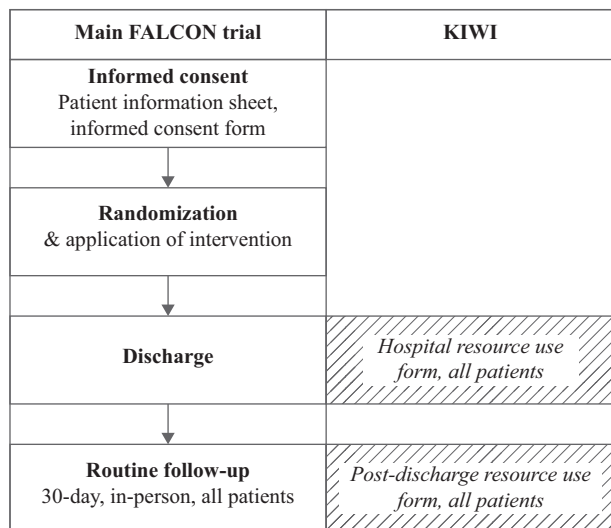 Main FALCON trial
KIWI
Informed consent
Patient information sheet,
informed consent form
Randomization
& application of intervention
Discharge
Hospital resource use
form, all patients
Routine follow-up
30-day, in-person, all patients
Post-discharge resource use
form, all patients